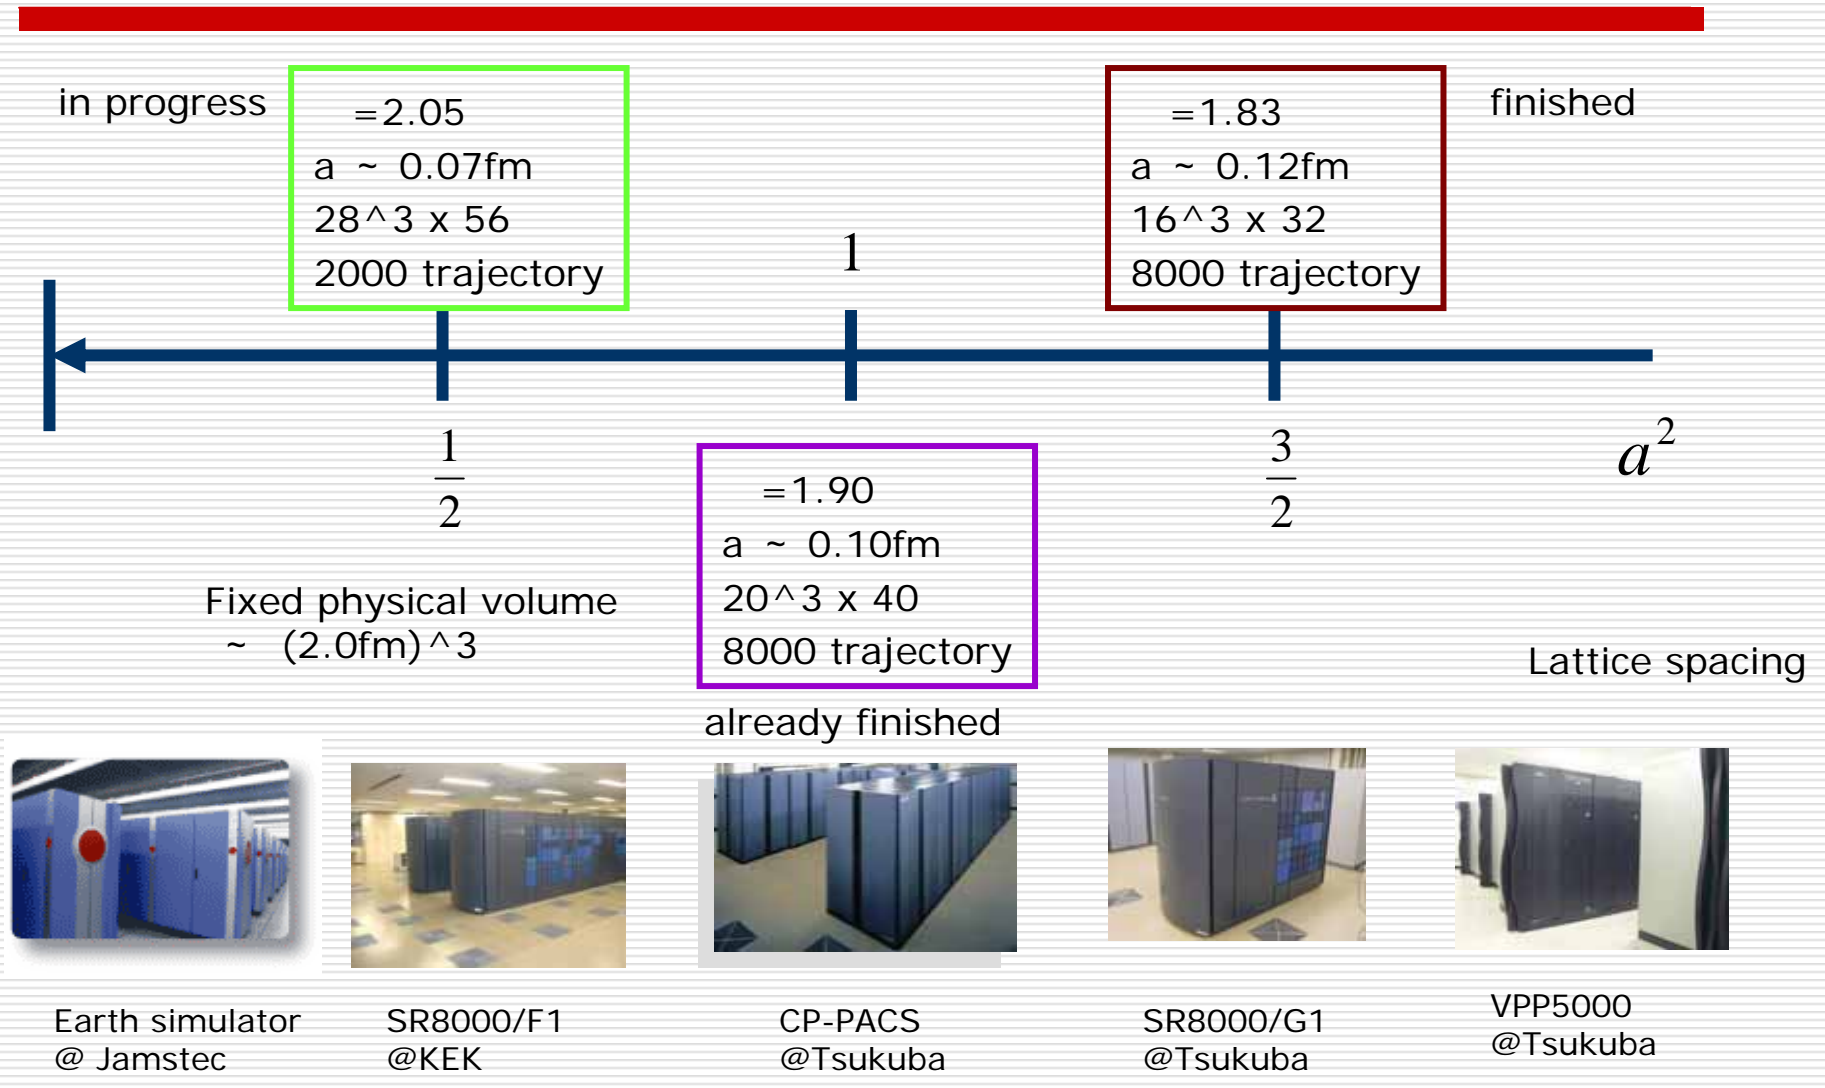 in progress
=2.05
a ~ 0.07fm
28^3 x 56
2000 trajectory
=1.83
a ~ 0.12fm
16^3 x 32
8000 trajectory
finished
1
1
2
3
2
a²
=1.90
a ~ 0.10fm
20^3 x 40
8000 trajectory
already finished
Fixed physical volume
~ (2.0fm)^3
Lattice spacing
Earth simulator
@ Jamstec
SR8000/F1
@KEK
CP-PACS
@Tsukuba
SR8000/G1
@Tsukuba
VPP5000
@Tsukuba